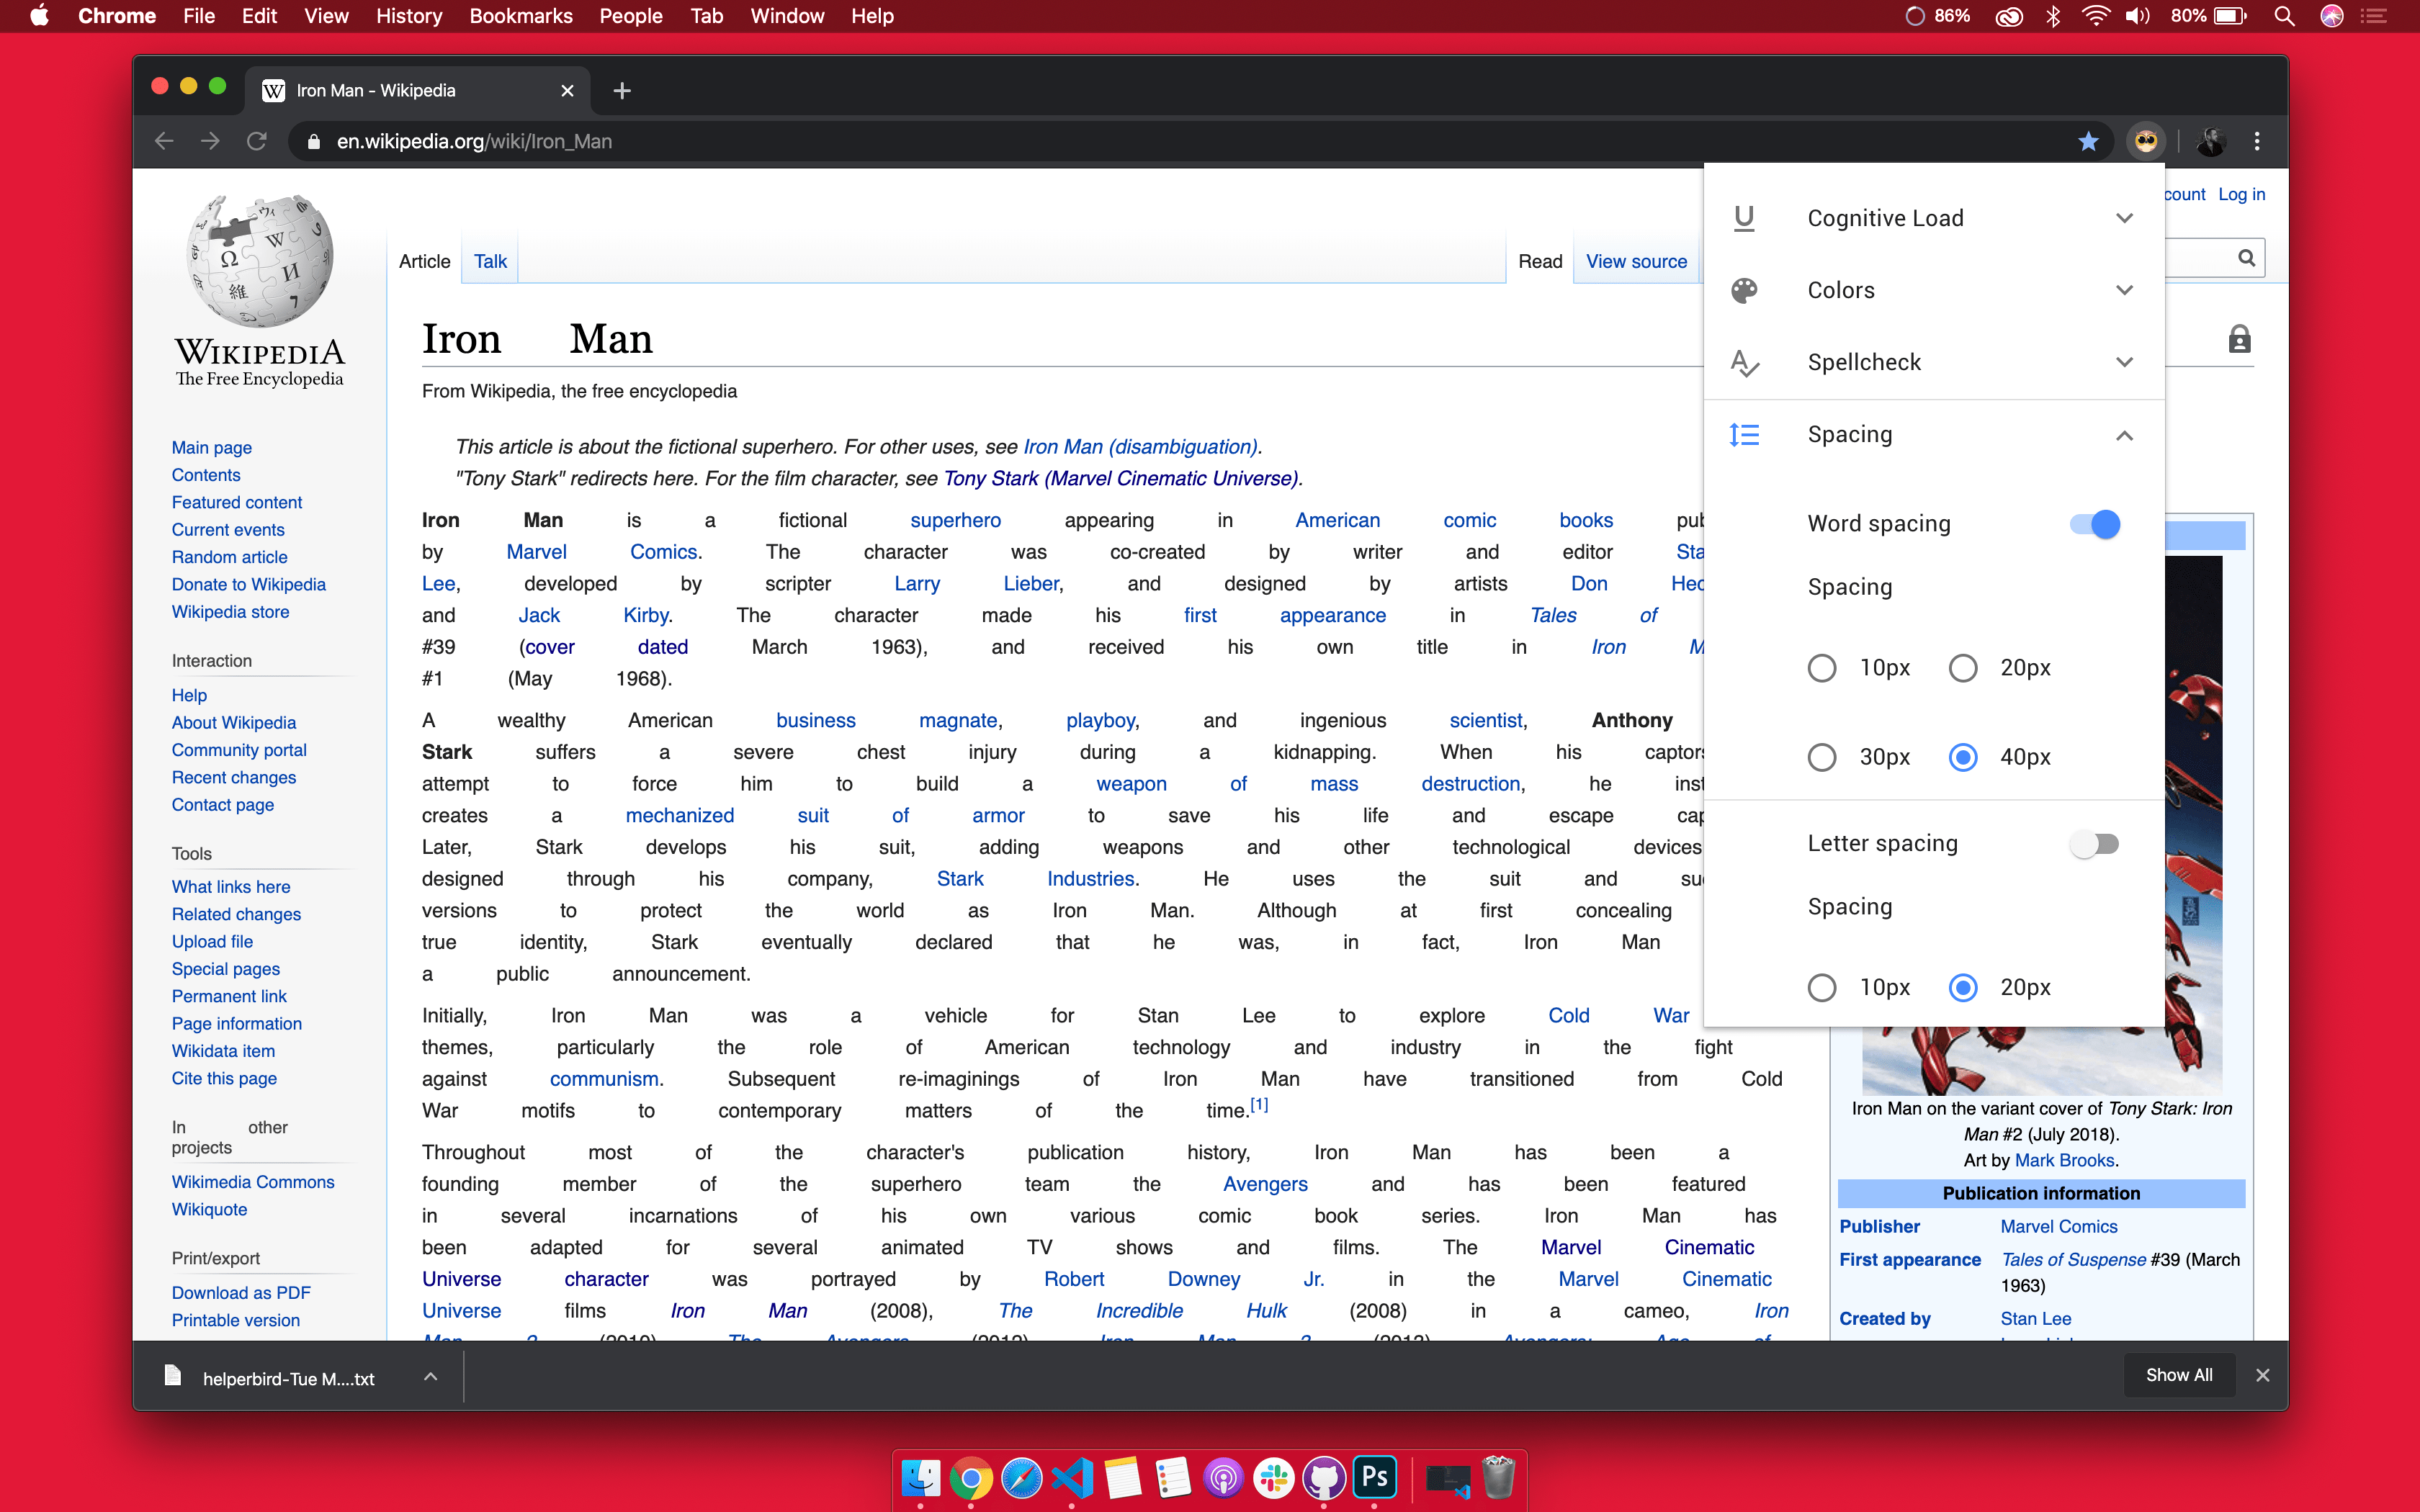 Chrome File Edit View History Bookmarks People Tab Window Help
86% 80%
Iron Man - Wikipedia
en.wikipedia.org/wiki/Iron_Man
WIKIPEDIA
The Free Encyclopedia
Main page
Contents
Featured content
Current events
Random article
Donate to Wikipedia
Wikipedia store
Interaction
Help
About Wikipedia
Community portal
Recent changes
Contact page
Tools
What links here
Related changes
Upload file
Special pages
Permanent link
Page information
Wikidata item
Cite this page
In other
projects
Wikimedia Commons
Wikiquote
Print/export
Download as PDF
Printable version
Article Talk
Read View source
Log in
Iron Man
From Wikipedia, the free encyclopedia
This article is about the fictional superhero. For other uses, see Iron Man (disambiguation).
"Tony Stark" redirects here. For the film character, see Tony Stark (Marvel Cinematic Universe).
Iron Man is a fictional superhero appearing in American comic books
by Marvel Comics. The character was co-created by writer and editor
Lee, developed by scripter Larry Lieber, and designed by artists Don
and Jack Kirby. The character made his first appearance in Tales of
#39 (cover dated March 1963), and received his own title in Iron
#1 (May 1968).
A wealthy American business magnate, playboy, and ingenious scientist, Anthony
Stark suffers a severe chest injury during a kidnapping. When his captors
attempt to force him to build a weapon of mass destruction, he
creates a mechanized suit of armor to save his life and escape
Later, Stark develops his suit, adding weapons and other technological devices
designed through his company, Stark Industries. He uses the suit and
versions to protect the world as Iron Man. Although at first concealing
true identity, Stark eventually declared that he was, in fact, Iron Man
a public announcement.
Initially, Iron Man was a vehicle for Stan Lee to explore Cold War
themes, particularly the role of American technology and industry in the fight
against communism. Subsequent re-imaginings of Iron Man have transitioned from Cold
War motifs to contemporary matters of the time.[1]
Throughout most of the character's publication history, Iron Man has been a
founding member of the superhero team the Avengers and has been featured
in several incarnations of his own various comic book series. Iron Man has
been adapted for several animated TV shows and films. The Marvel Cinematic
Universe character was portrayed by Robert Downey Jr. in the Marvel Cinematic
Universe films Iron Man (2008), The Incredible Hulk (2008) in a cameo, Iron
Cognitive Load
Colors
Spellcheck
Spacing
Word spacing
Spacing
10px 20px
30px 40px
Letter spacing
Spacing
10px 20px
Iron Man on the variant cover of Tony Stark: Iron
Man #2 (July 2018).
Art by Mark Brooks.
Publication information
Publisher Marvel Comics
First appearance Tales of Suspense #39 (March
1963)
Created by Stan Lee
helperbird-Tue M....txt
Show All
Ps